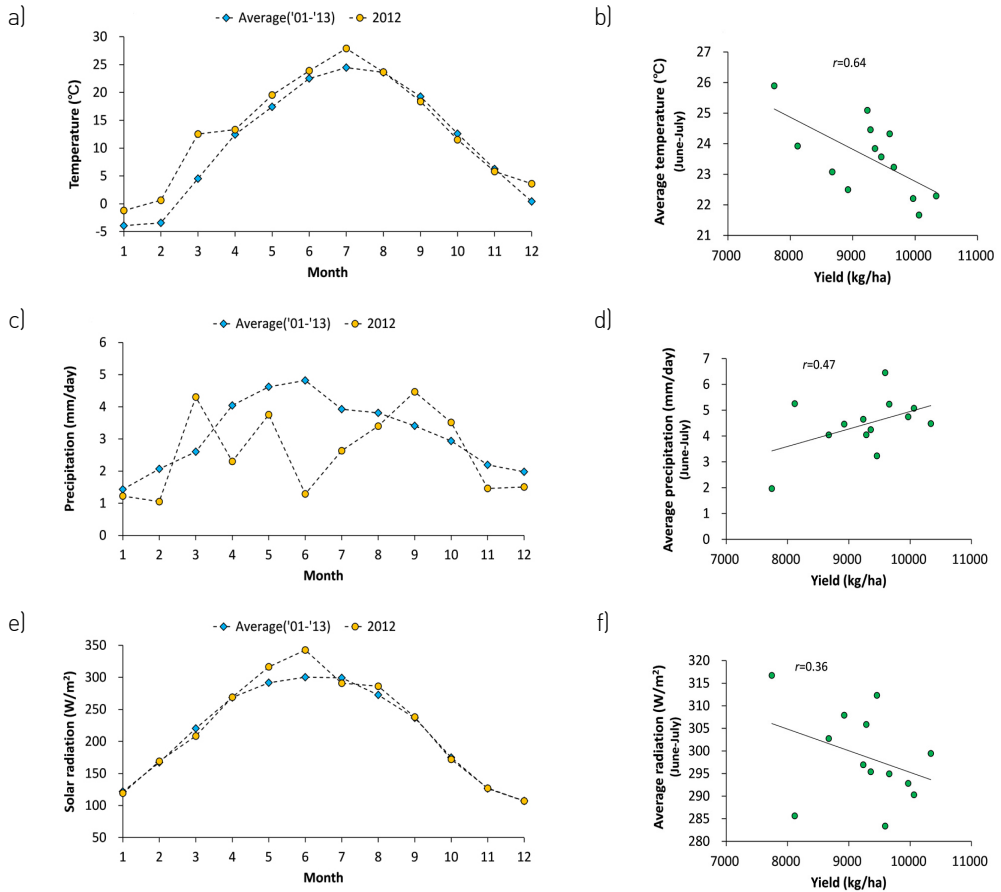 a)
Average('01-'13) 2012
Temperature (℃)
30
25
20
15
10
5
0
-5
1 2 3 4 5 6 7 8 9 10 11 12
Month
b)
r=0.64
Average temperature (℃)
(June-July)
27
26
25
24
23
22
21
7000 8000 9000 10000 11000
Yield (kg/ha)
c)
Average('01-'13) 2012
Precipitation (mm/day)
6
5
4
3
2
1
0
1 2 3 4 5 6 7 8 9 10 11 12
Month
d)
r=0.47
Average precipitation (mm/day)
(June-July)
7
6
5
4
3
2
1
0
7000 8000 9000 10000 11000
Yield (kg/ha)
e)
Average('01-'13) 2012
Solar radiation (W/m²)
350
300
250
200
150
100
50
1 2 3 4 5 6 7 8 9 10 11 12
Month
f)
r=0.36
Average radiation (W/m²)
(June-July)
320
315
310
305
300
295
290
285
280
7000 8000 9000 10000 11000
Yield (kg/ha)